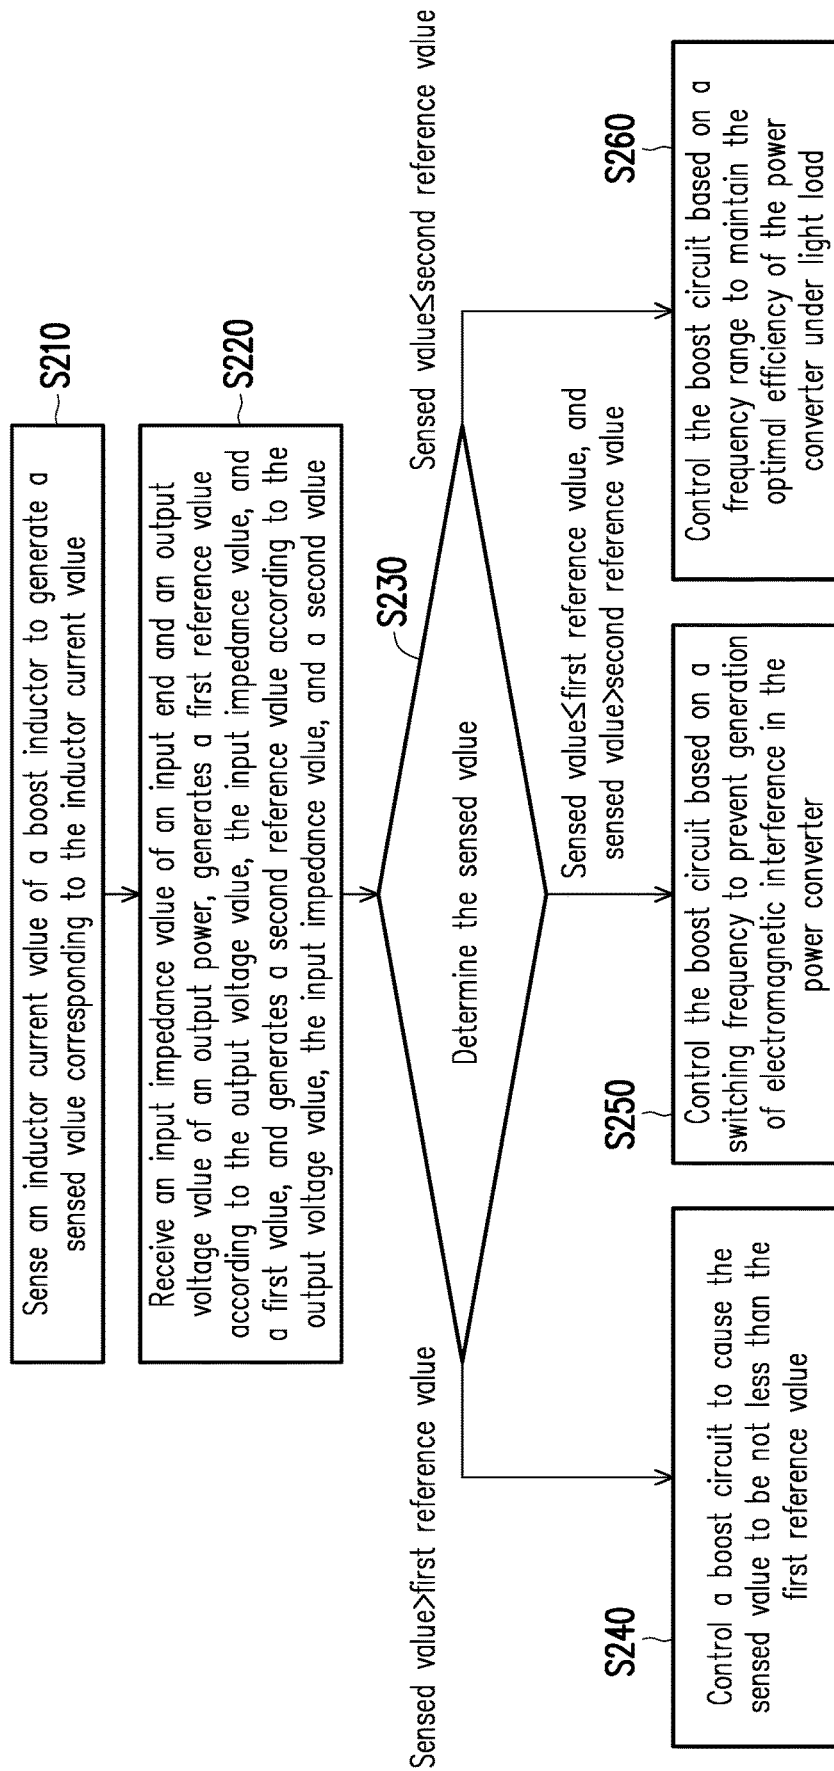 Sense an inductor current value of a boost inductor to generate a
sensed value corresponding to the inductor current value
S210
Receive an input impedance value of an input end and an output
voltage value of an output power, generates a first reference value
according to the output voltage value, the input impedance value, and
a first value, and generates a second reference value according to the
output voltage value, the input impedance value, and a second value
S220
S230
Determine the sensed value
Sensed value>first reference value
Sensed value≤first reference value, and
sensed value>second reference value
Sensed value≤second reference value
S240
Control a boost circuit to cause the
sensed value to be not less than the
first reference value
S250
Control the boost circuit based on a
switching frequency to prevent generation
of electromagnetic interference in the
power converter
S260
Control the boost circuit based on a
frequency range to maintain the
optimal efficiency of the power
converter under light load